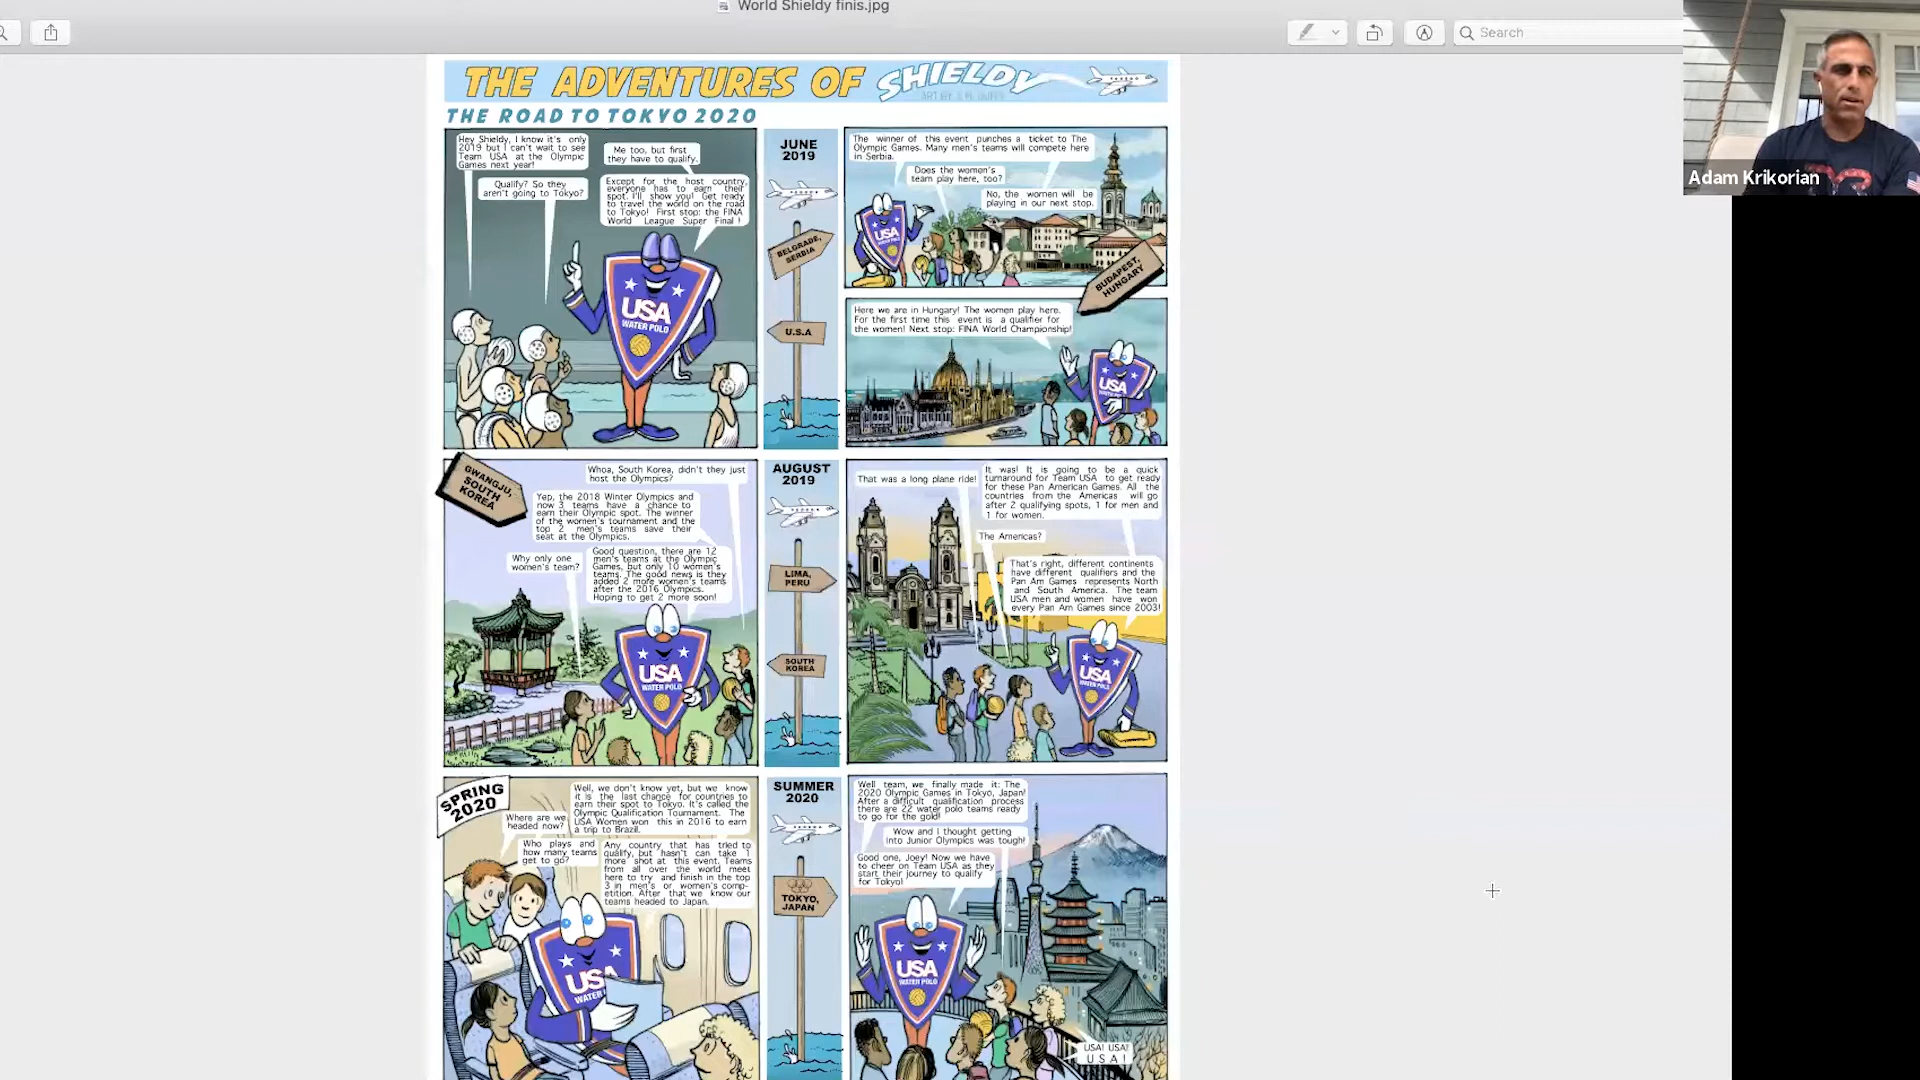 World Shieldy finis.jpg
Search
Adam Krikorian
THE ADVENTURES OF SHIELDY
THE ROAD TO TOKYO 2020
Hey Shieldy, I know it's only
2019 but I can't wait to see
Team USA at the Olympic
Games next year!
Me too, but first
they have to qualify.
Qualify? So they
aren't going to Tokyo?
Except for the host country,
everyone has to earn their
spot. I'll show you! Get ready
to travel the world on the road
to Tokyo! First stop: the FINA
World League Super Final !
USA
WATER POLO
JUNE
2019
BELGRADE,
SERBIA
U.S.A
The winner of this event punches a ticket to The
Olympic Games. Many men's teams will compete here
in Serbia.
Does the women's
team play here, too?
No, the women will be
playing in our next stop.
USA
WATER POLO
BUDAPEST,
HUNGARY
Here we are in Hungary! The women play here.
For the first time this event is a qualifier for
the women! Next stop: FINA World Championship!
USA
WATER POLO
GWANGJU,
SOUTH
KOREA
Whoa, South Korea, didn't they just
host the Olympics?
Yep, the 2018 Winter Olympics and
now 3 teams have a chance to
earn their Olympic spot. The winner
of the women's tournament and the
top 2 men's teams save their
seat at the Olympics.
Why only one
women's team?
Good question, there are 12
men's teams at the Olympic
Games, but only 10 women's
teams. The good news is they
added 2 more women's teams
after the 2016 Olympics.
Hoping to get 2 more soon!
USA
WATER POLO
AUGUST
2019
LIMA,
PERU
SOUTH
KOREA
That was a long plane ride!
It was! It is going to be a quick
turnaround for Team USA to get ready
for these Pan American Games. All the
countries from the Americas will go
after 2 qualifying spots, 1 for men and
1 for women.
The Americas?
That's right, different continents
have different qualifiers and the
Pan Am Games represents North
and South America. The team
USA men and women have won
every Pan Am Games since 2003!
USA
WATER POLO
SPRING
2020
Well, we don't know yet, but we know
it is the last chance for countries to
earn their spot to Tokyo. It's called the
Olympic Qualification Tournament. The
USA Women won this in 2016 to earn
a trip to Brazil.
Where are we
headed now?
Who plays and
how many teams
get to go?
Any country that has tried to
qualify, but hasn't can take 1
more shot at this event. Teams
from all over the world meet
here to try and finish in the top
3 in men's or women's comp-
etition. After that we know our
teams headed to Japan.
USA
WATER
SUMMER
2020
TOKYO,
JAPAN
Well team, we finally made it: The
2020 Olympic Games in Tokyo, Japan!
After a difficult qualification process
there are 22 water polo teams ready
to go for the gold!
Wow and I thought getting
into Junior Olympics was tough!
Good one, Joey! Now we have
to cheer on Team USA as they
start their journey to qualify
for Tokyo!
USA
WATER POLO
USA! USA!
USA!